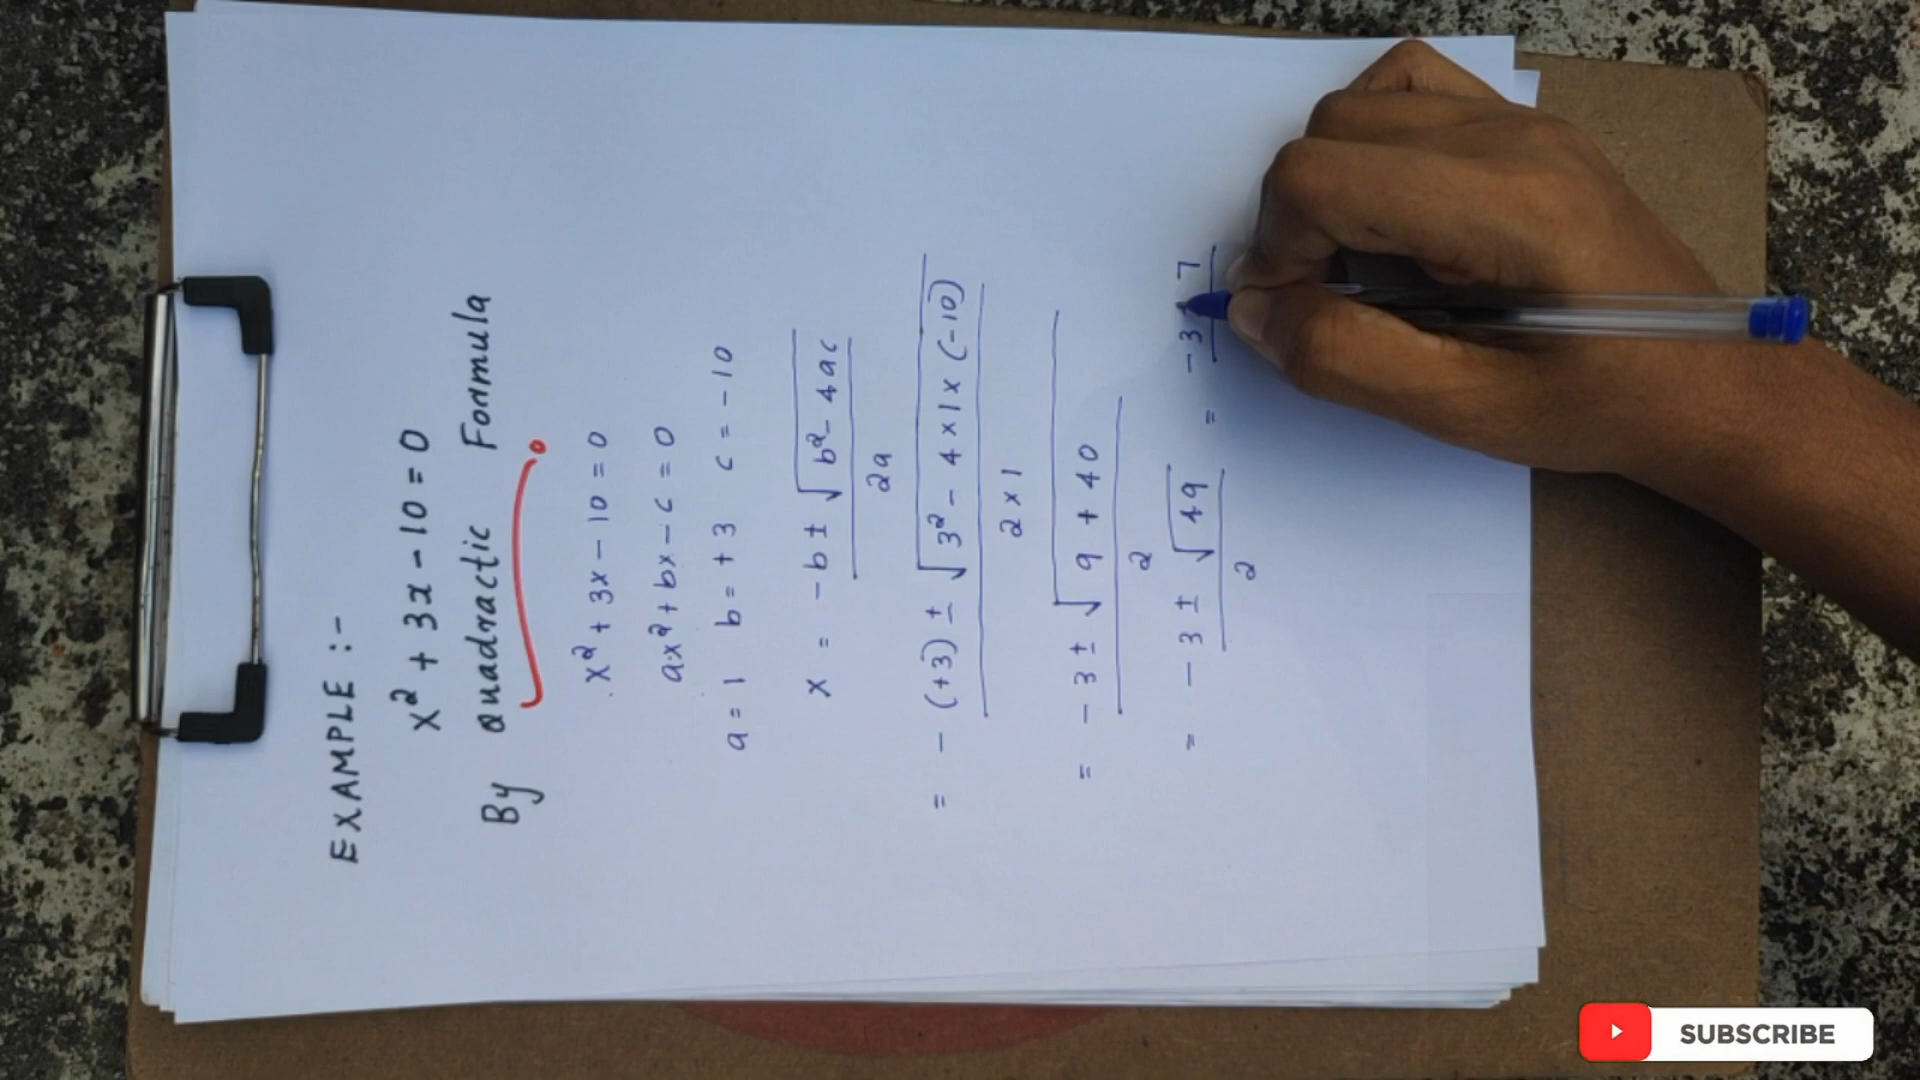 EXAMPLE :-
x² + 3x - 10 = 0
By Quadractic Formula
x² + 3x - 10 = 0
a.x² + bx - c = 0
a = 1 b = + 3 c = - 10
x = - b ± √b² - 4ac
2a
= - (+3) ± √3² - 4 x 1 x (-10)
2 x 1
= - 3 ± √9 + 40
2
= - 3 ± √49 = - 3 7
2
SUBSCRIBE